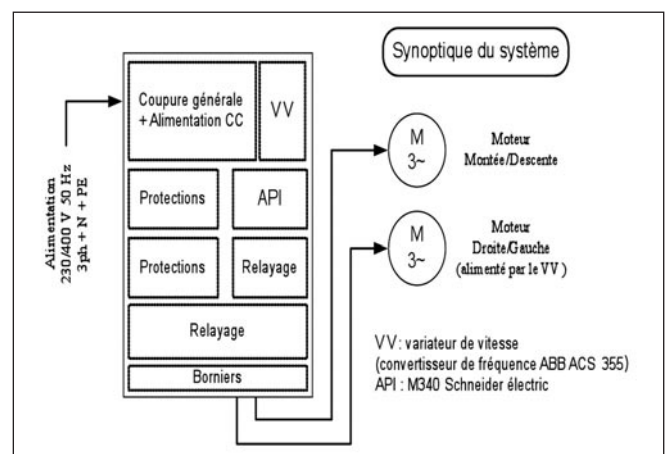 Synoptique du système
Coupure générale
+ Alimentation CC
VV
Alimentation
230/400 V 50 Hz
3ph + N + PE
Protections
API
Protections
Relayage
Relayage
Borniers
M
3~
Moteur
Montée/Descente
M
3~
Moteur
Droite/Gauche
(alimenté par le VV)
VV : variateur de vitesse
(convertisseur de fréquence ABB ACS 355)
API : M340 Schneider électric